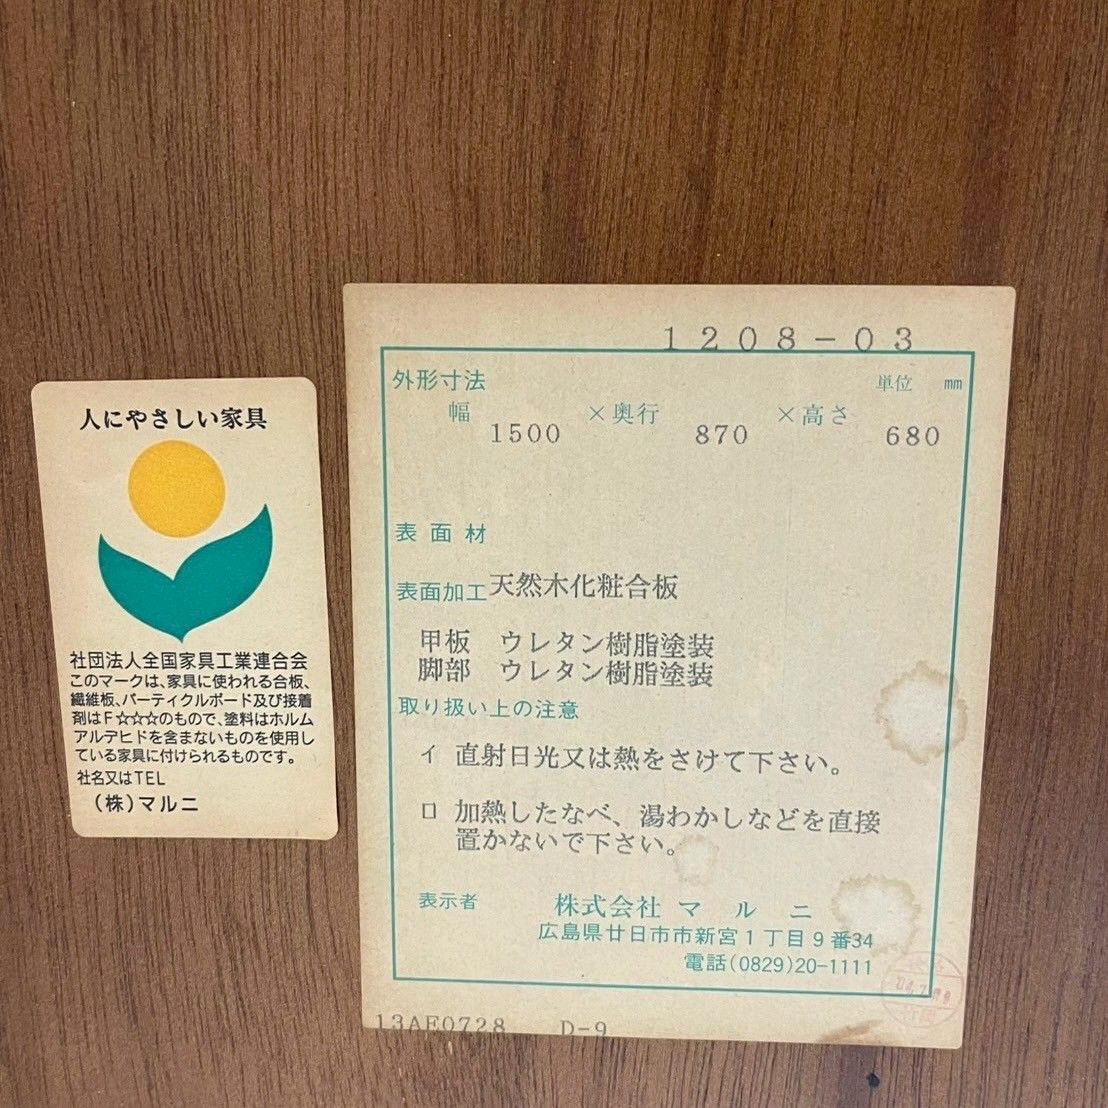 人にやさしい家具
社団法人全国家具工業連合会
このマークは、家具に使われる合板、
繊維板、パーティクルボード及び接着
剤はF☆☆☆のもので、塗料はホルム
アルデヒドを含まないものを使用し
ている家具に付けられるものです。
社名又はTEL
(株)マルニ
1208-03
外形寸法 単位 mm
幅 ×奥行 ×高さ
1500 870 680
表面材
表面加工 天然木化粧合板
甲板 ウレタン樹脂塗装
脚部 ウレタン樹脂塗装
取り扱い上の注意
イ 直射日光又は熱をさけて下さい。
ロ 加熱したなべ、湯わかしなどを直接
置かないで下さい。
表示者 株式会社 マルニ
広島県廿日市市新宮1丁目9番34
電話(0829)20-1111
13AE0728 D-9